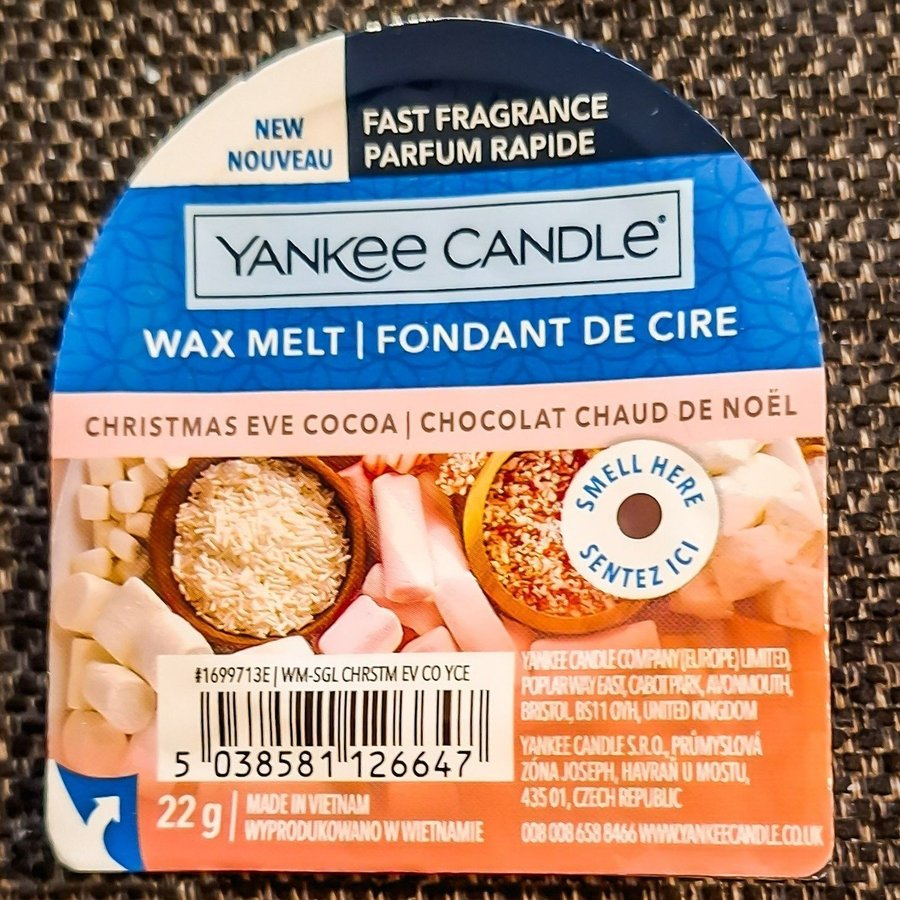 NEW
NOUVEAU
FAST FRAGRANCE
PARFUM RAPIDE
YANKEE CANDLE®
WAX MELT | FONDANT DE CIRE
CHRISTMAS EVE COCOA | CHOCOLAT CHAUD DE NOËL
SMELL HERE
SENTEZ ICI
#1699713E | WM-SGL CHRSTM EV CO YCE
5 038581 126647
22 g
MADE IN VIETNAM
WYPRODUKOWANO W WIETNAMIE
YANKEE CANDLE COMPANY (EUROPE) LIMITED,
POPLAR WAY EAST, CABOT PARK, AVONMOUTH,
BRISTOL, BS11 0YH, UNITED KINGDOM
YANKEE CANDLE S.R.O., PRŮMYSLOVÁ
ZÓNA JOSEPH, HAVRAŇ U MOSTU,
435 01, CZECH REPUBLIC
008 008 658 8466 WWW.YANKEECANDLE.CO.UK